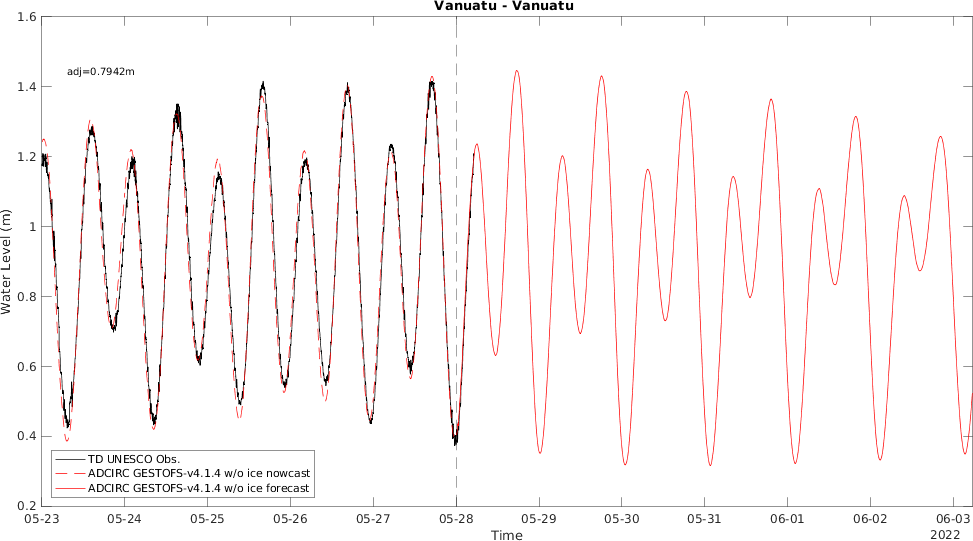 Vanuatu - Vanuatu
1.6
1.4
1.2
1
0.8
0.6
0.4
0.2
Water Level (m)
adj=0.7942m
TD UNESCO Obs.
ADCIRC GESTOFS-v4.1.4 w/o ice nowcast
ADCIRC GESTOFS-v4.1.4 w/o ice forecast
05-23 05-24 05-25 05-26 05-27 05-28 05-29 05-30 05-31 06-01 06-02 06-03
Time
2022